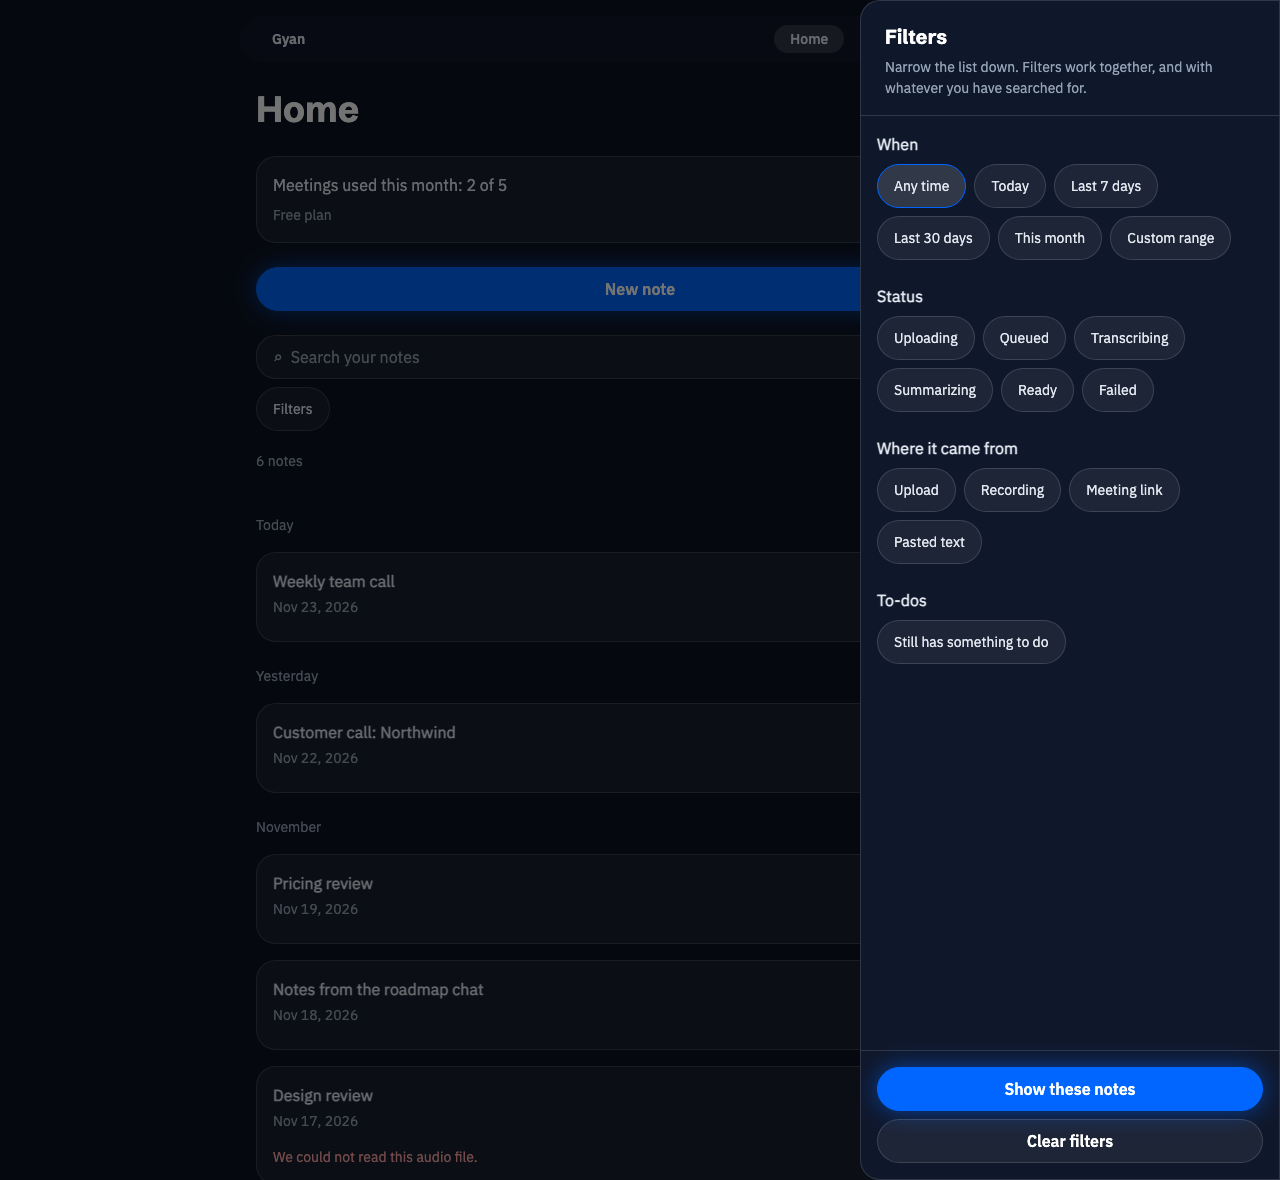 Gyan
Home
Home
Meetings used this month: 2 of 5
Free plan
New note
Search your notes
Filters
6 notes
Today
Weekly team call
Nov 23, 2026
Yesterday
Customer call: Northwind
Nov 22, 2026
November
Pricing review
Nov 19, 2026
Notes from the roadmap chat
Nov 18, 2026
Design review
Nov 17, 2026
We could not read this audio file.
Filters
Narrow the list down. Filters work together, and with
whatever you have searched for.
When
Any time Today Last 7 days
Last 30 days This month Custom range
Status
Uploading Queued Transcribing
Summarizing Ready Failed
Where it came from
Upload Recording Meeting link
Pasted text
To-dos
Still has something to do
Show these notes
Clear filters